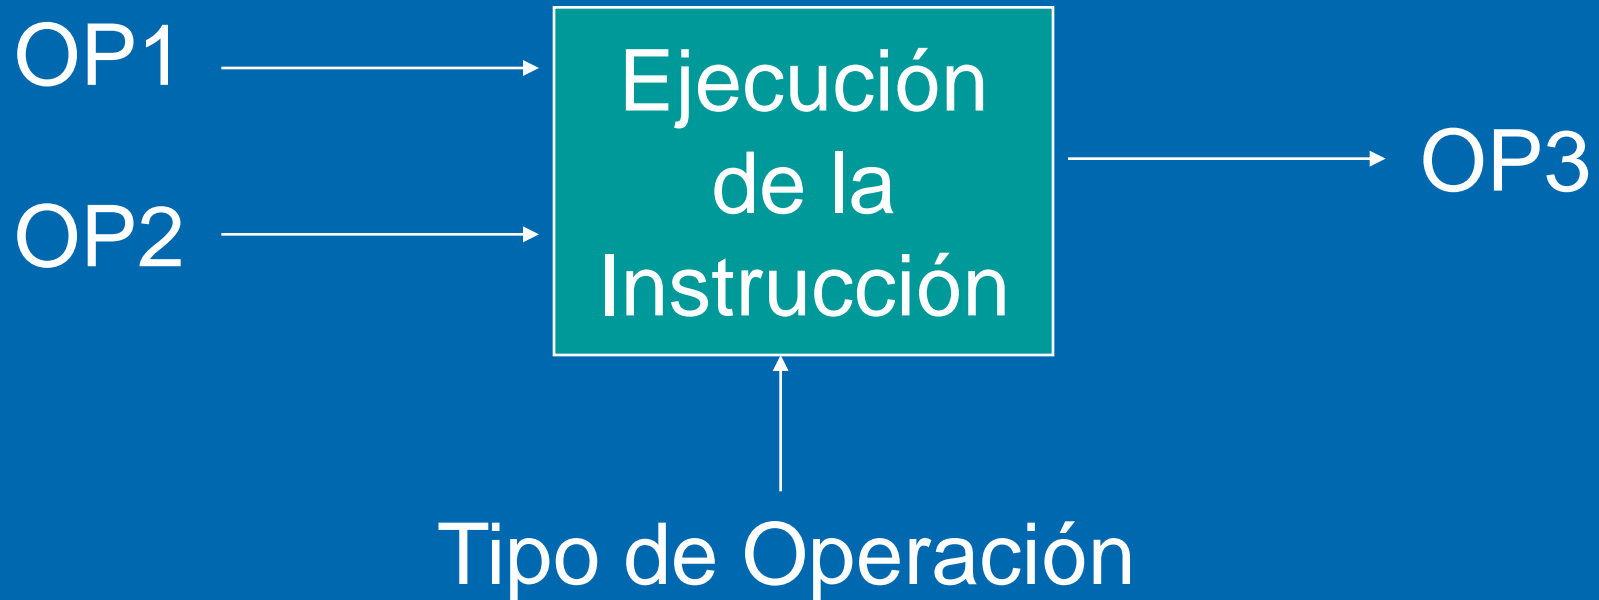 OP1
OP2
Ejecución
de la
Instrucción
OP3
Tipo de Operación